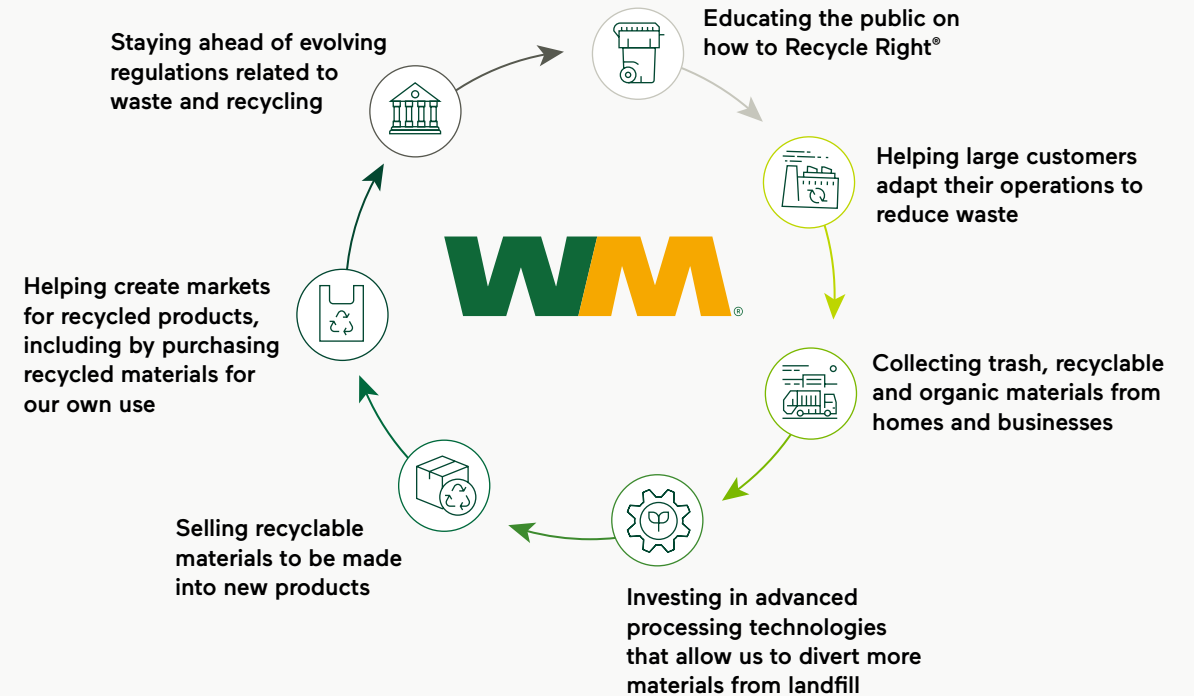 Educating the public on
how to Recycle Right®
Helping large customers
adapt their operations to
reduce waste
Collecting trash, recyclable
and organic materials from
homes and businesses
Investing in advanced
processing technologies
that allow us to divert more
materials from landfill
Selling recyclable
materials to be made
into new products
Helping create markets
for recycled products,
including by purchasing
recycled materials for
our own use
Staying ahead of evolving
regulations related to
waste and recycling
WM®